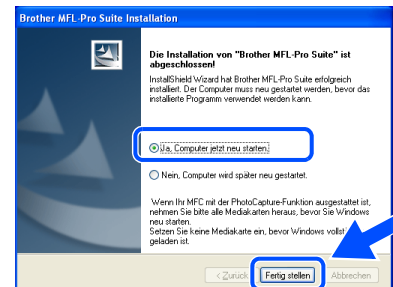 Brother MFL-Pro Suite Installation
Die Installation von "Brother MFL-Pro Suite" ist
abgeschlossen!
InstallShield Wizard hat Brother MFL-Pro Suite erfolgreich
installiert. Der Computer muss neu gestartet werden, bevor das
installierte Programm verwendet werden kann.
Ja, Computer jetzt neu starten.
Nein, Computer wird später neu gestartet.
Wenn Ihr MFC mit der PhotoCapture-Funktion ausgestattet ist,
nehmen Sie bitte alle Mediakarten heraus, bevor Sie Windows
neu starten.
Setzen Sie keine Mediakarte ein, bevor Windows
geladen ist.
< Zurück Fertig stellen Abbrechen